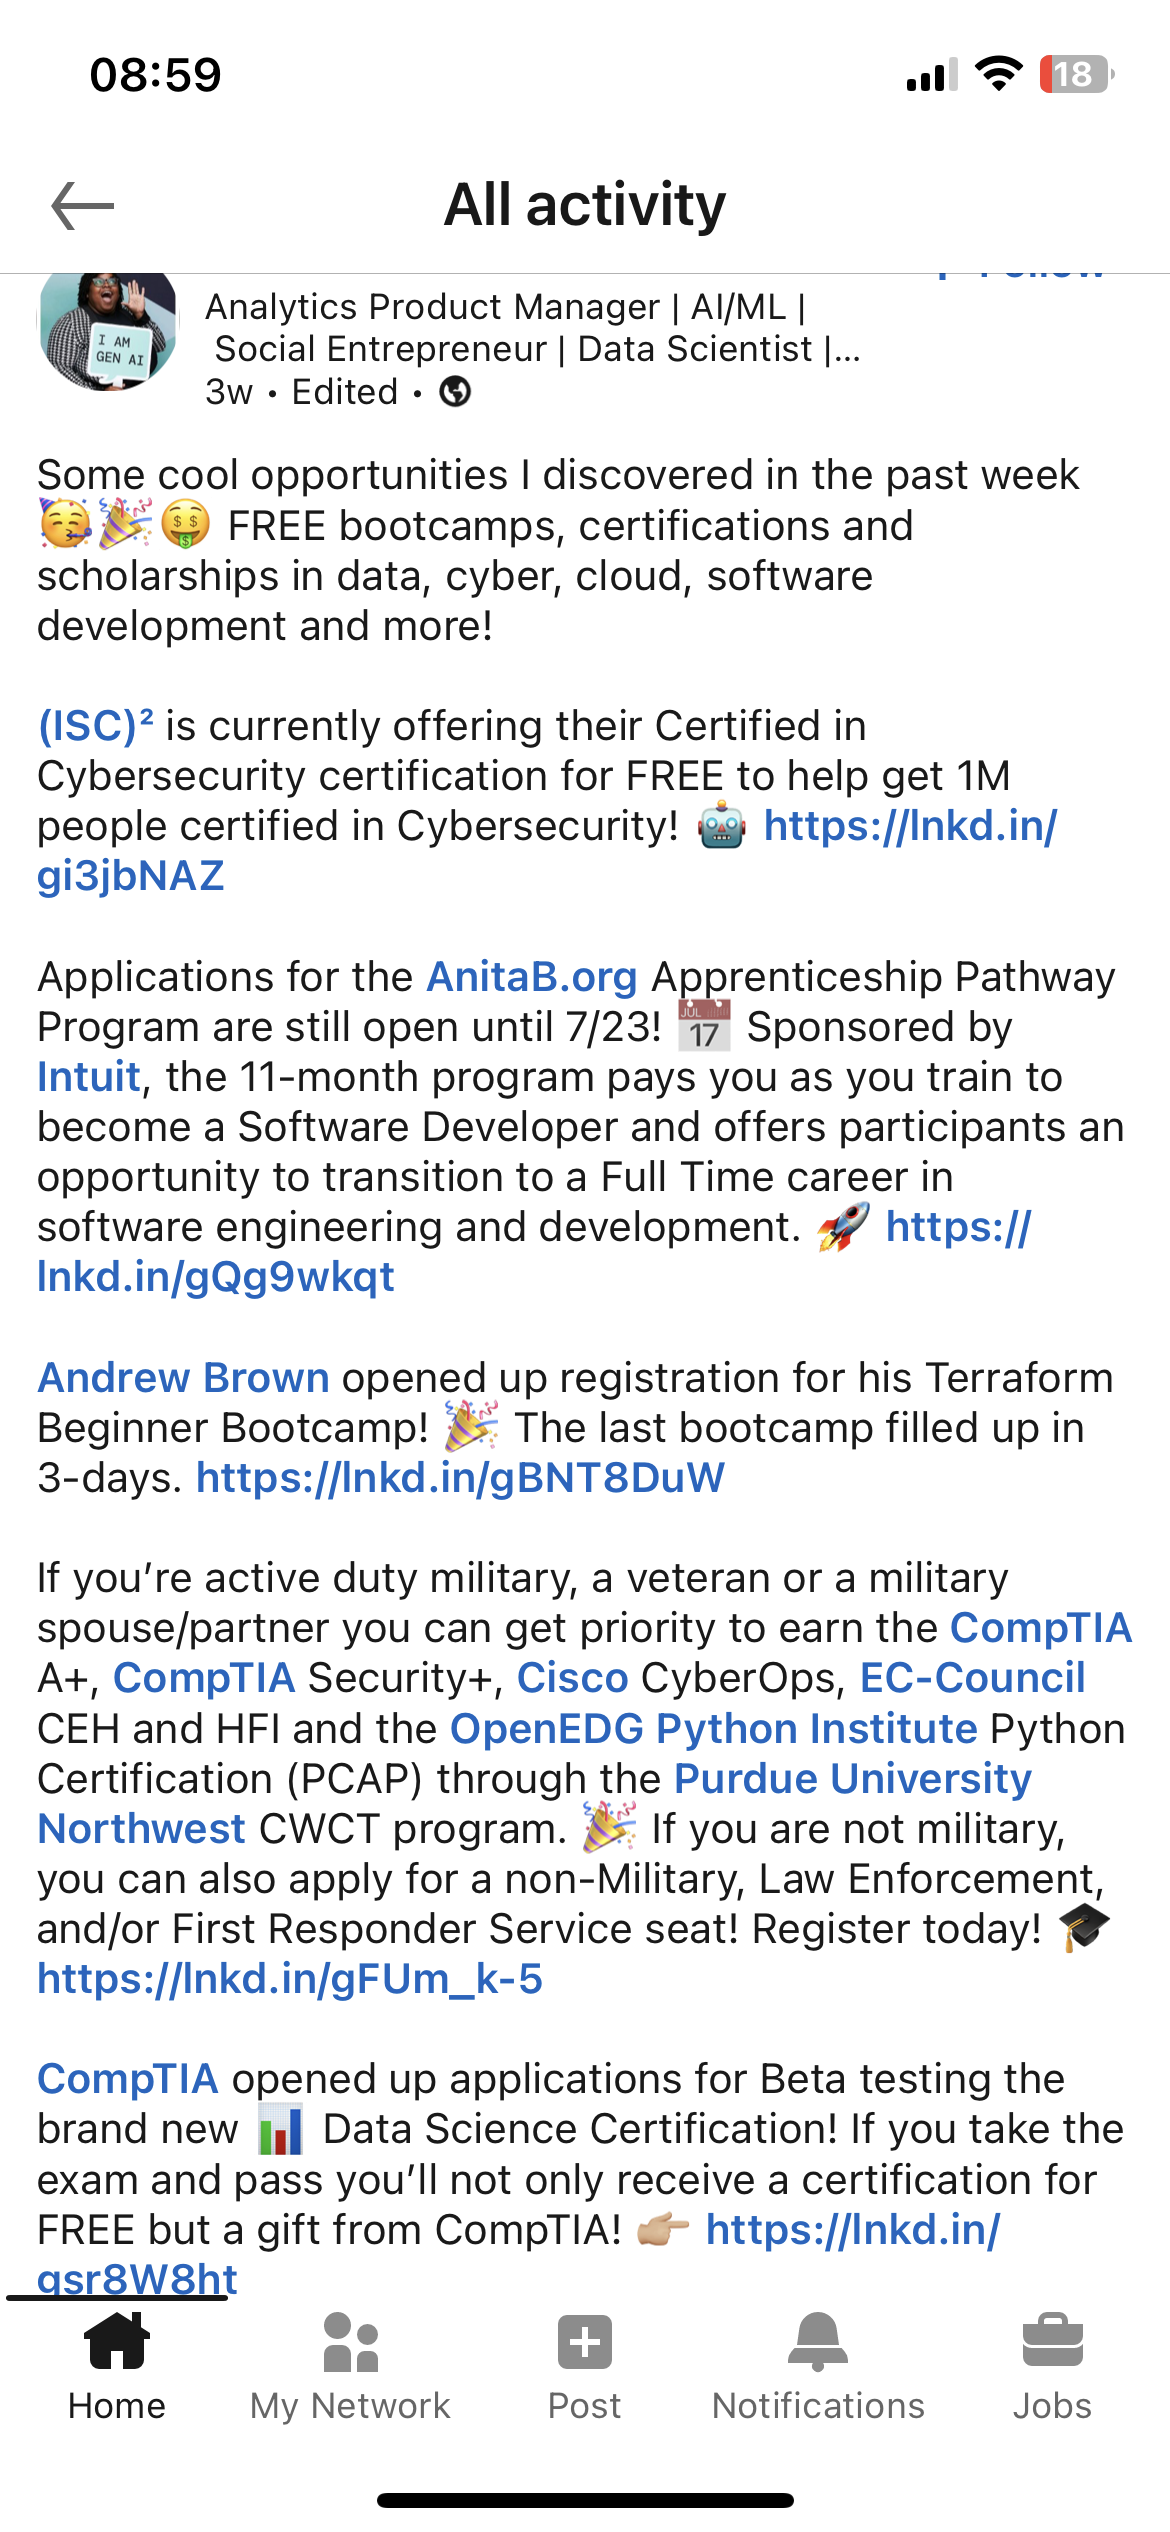 08:59
18
All activity
Follow
I AM
GEN AI
Analytics Product Manager | AI/ML |
Social Entrepreneur | Data Scientist |...
3w • Edited •
Some cool opportunities I discovered in the past week
🥳🎉🤑 FREE bootcamps, certifications and
scholarships in data, cyber, cloud, software
development and more!
(ISC)² is currently offering their Certified in
Cybersecurity certification for FREE to help get 1M
people certified in Cybersecurity! 🤖 https://lnkd.in/
gi3jbNAZ
Applications for the AnitaB.org Apprenticeship Pathway
Program are still open until 7/23! 📅 Sponsored by
Intuit, the 11-month program pays you as you train to
become a Software Developer and offers participants an
opportunity to transition to a Full Time career in
software engineering and development. 🚀 https://
lnkd.in/gQg9wkqt
Andrew Brown opened up registration for his Terraform
Beginner Bootcamp! 🎉 The last bootcamp filled up in
3-days. https://lnkd.in/gBNT8DuW
If you’re active duty military, a veteran or a military
spouse/partner you can get priority to earn the CompTIA
A+, CompTIA Security+, Cisco CyberOps, EC-Council
CEH and HFI and the OpenEDG Python Institute Python
Certification (PCAP) through the Purdue University
Northwest CWCT program. 🎉 If you are not military,
you can also apply for a non-Military, Law Enforcement,
and/or First Responder Service seat! Register today! 🎓
https://lnkd.in/gFUm_k-5
CompTIA opened up applications for Beta testing the
brand new 📊 Data Science Certification! If you take the
exam and pass you’ll not only receive a certification for
FREE but a gift from CompTIA! 👉🏼 https://lnkd.in/
gsr8W8ht
Home
My Network
Post
Notifications
Jobs